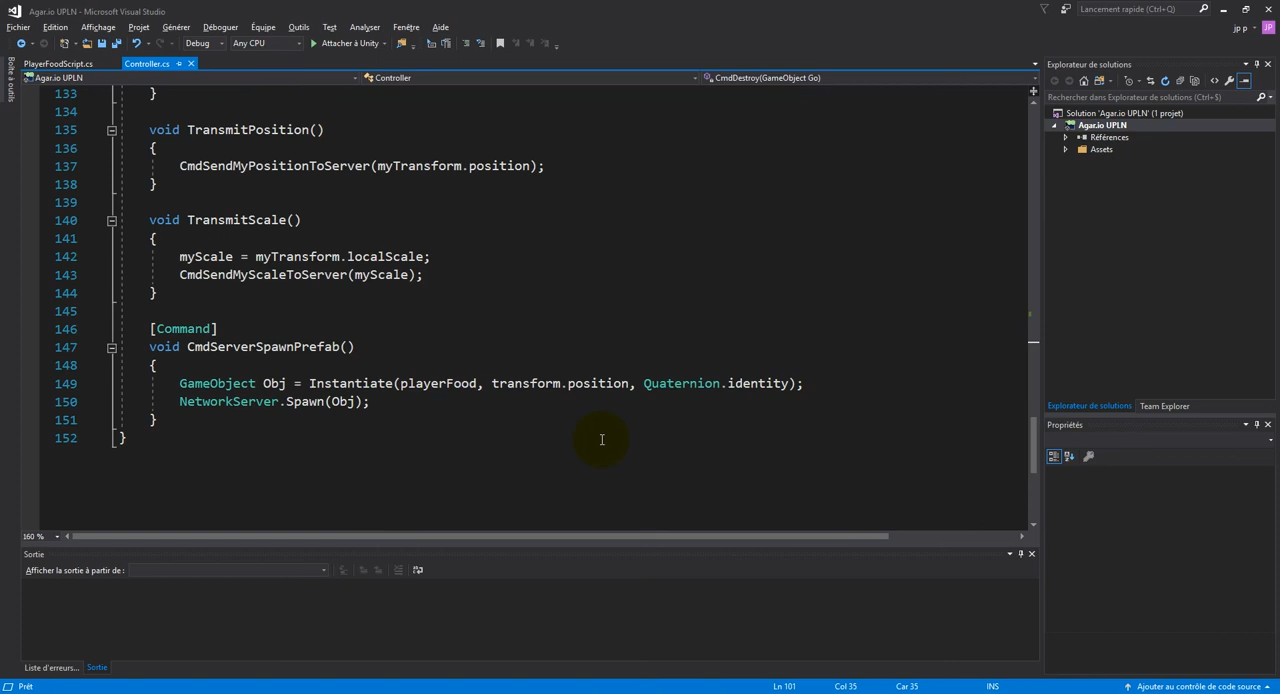 Agar.io UPLN - Microsoft Visual Studio
Lancement rapide (Ctrl+Q)
Fichier Edition Affichage Projet Générer Déboguer Équipe Outils Test Analyser Fenêtre Aide
jp p
JP
Debug Any CPU Attacher à Unity
Boîte à outils
PlayerFoodScript.cs Controller.cs
Agar.io UPLN Controller CmdDestroy(GameObject Go)
133 }
134
135 void TransmitPosition()
136 {
137 CmdSendMyPositionToServer(myTransform.position);
138 }
139
140 void TransmitScale()
141 {
142 myScale = myTransform.localScale;
143 CmdSendMyScaleToServer(myScale);
144 }
145
146 [Command]
147 void CmdServerSpawnPrefab()
148 {
149 GameObject Obj = Instantiate(playerFood, transform.position, Quaternion.identity);
150 NetworkServer.Spawn(Obj);
151 }
152 }
160 %
Sortie
Afficher la sortie à partir de :
Liste d'erreurs... Sortie
Explorateur de solutions
Rechercher dans Explorateur de solutions (Ctrl+$)
Solution 'Agar.io UPLN' (1 projet)
Agar.io UPLN
Références
Assets
Explorateur de solutions Team Explorer
Propriétés
Prêt Ln 101 Col 35 Car 35 INS Ajouter au contrôle de code source